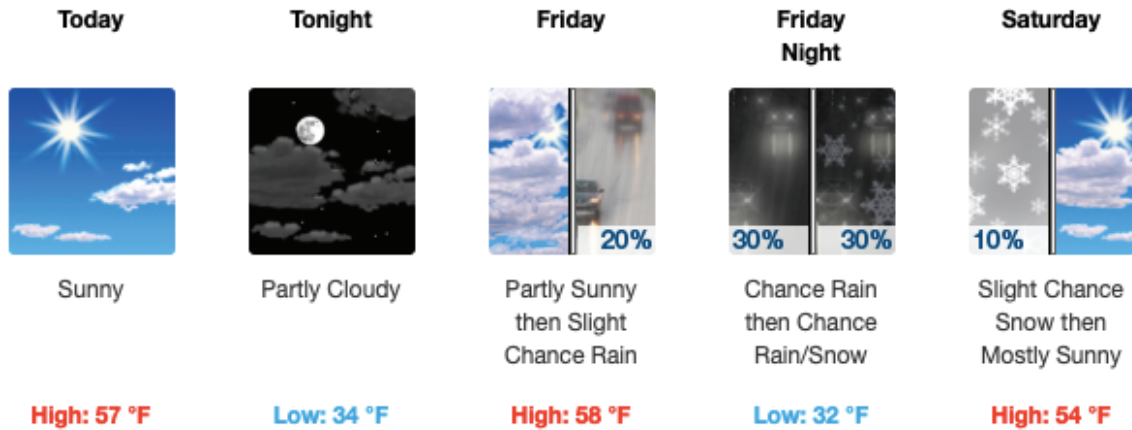 Today
Sunny
High: 57 °F
Tonight
Partly Cloudy
Low: 34 °F
Friday
20%
Partly Sunny
then Slight
Chance Rain
High: 58 °F
Friday
Night
30% 30%
Chance Rain
then Chance
Rain/Snow
Low: 32 °F
Saturday
10%
Slight Chance
Snow then
Mostly Sunny
High: 54 °F